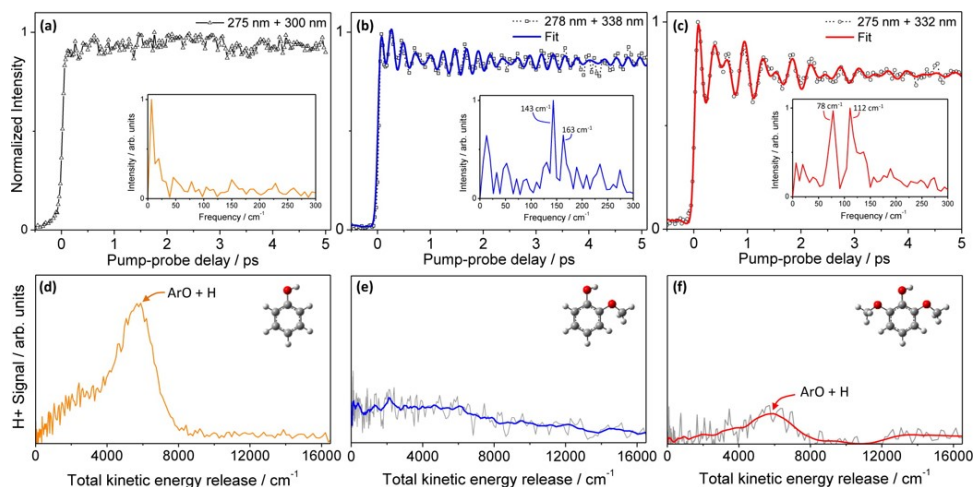 (a)
275 nm + 300 nm
Normalized Intensity
1
0
Intensity / arb. units
1
0
0 50 100 150 200 250 300
Frequency / cm⁻¹
0 1 2 3 4 5
Pump-probe delay / ps
(b)
278 nm + 338 nm
Fit
1
0
Intensity / arb. units
1
0
143 cm⁻¹
163 cm⁻¹
0 50 100 150 200 250 300
Frequency / cm⁻¹
0 1 2 3 4 5
Pump-probe delay / ps
(c)
275 nm + 332 nm
Fit
1
0
Intensity / arb. units
1
0
78 cm⁻¹
112 cm⁻¹
0 50 100 150 200 250 300
Frequency / cm⁻¹
0 1 2 3 4 5
Pump-probe delay / ps
(d)
ArO + H
H+ Signal / arb. units
0 4000 8000 12000 16000
Total kinetic energy release / cm⁻¹
(e)
0 4000 8000 12000 16000
Total kinetic energy release / cm⁻¹
(f)
ArO + H
0 4000 8000 12000 16000
Total kinetic energy release / cm⁻¹